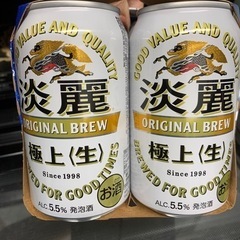 GOOD VALUE AND QUALITY
淡麗
ORIGINAL BREW
極上〈生〉
Since 1998
BREWED FOR GOOD TIMES
お酒
ALC.5.5% 発泡酒
GOOD VALUE AND QUALITY
淡麗
ORIGINAL BREW
極上〈生〉
Since 1998
BREWED FOR GOOD TIMES
お酒
ALC.5.5% 発泡酒